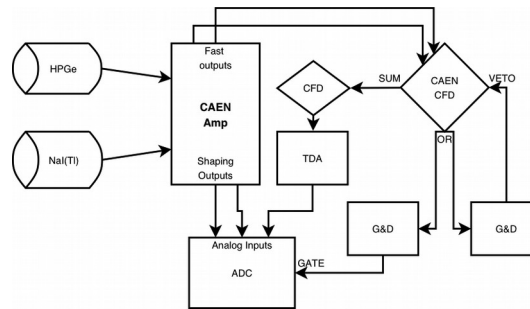 HPGe
NaI(Tl)
Fast
outputs
CAEN
Amp
Shaping
Outputs
CFD
SUM
CAEN
CFD
VETO
OR
TDA
G&D
G&D
Analog Inputs
ADC
GATE